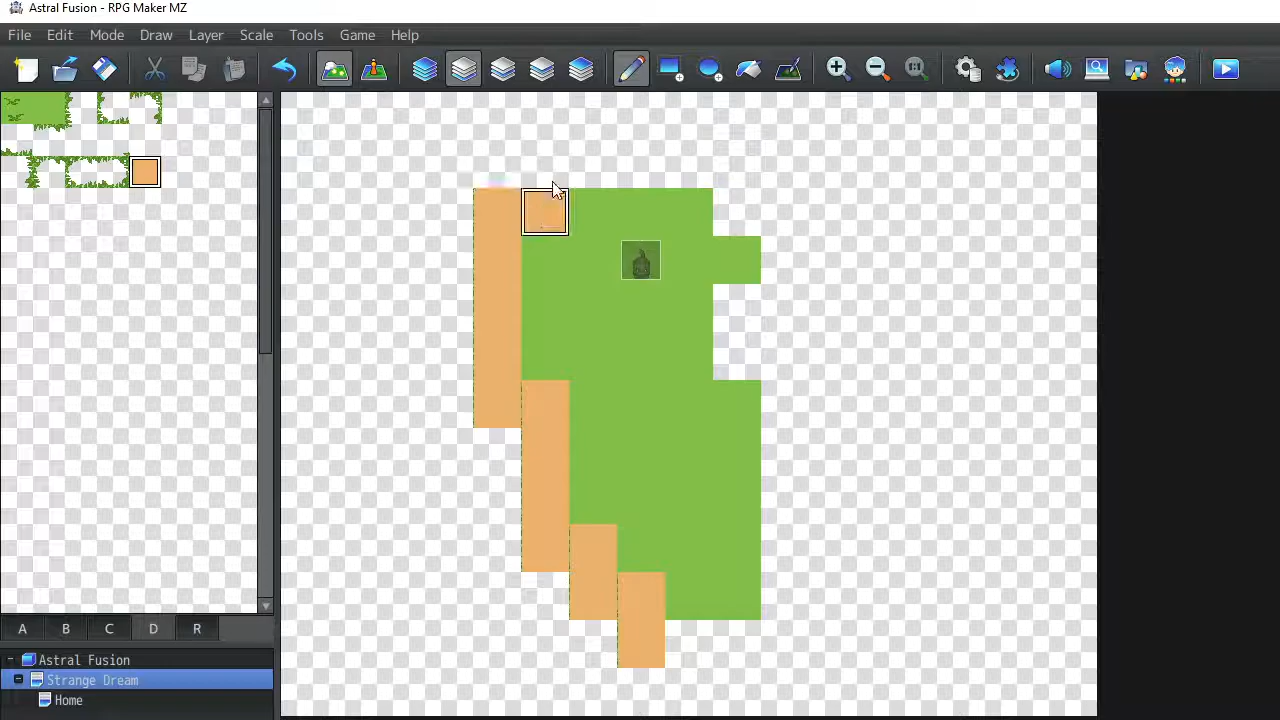 Astral Fusion - RPG Maker MZ
File Edit Mode Draw Layer Scale Tools Game Help
A B C D R
Astral Fusion
Strange Dream
Home